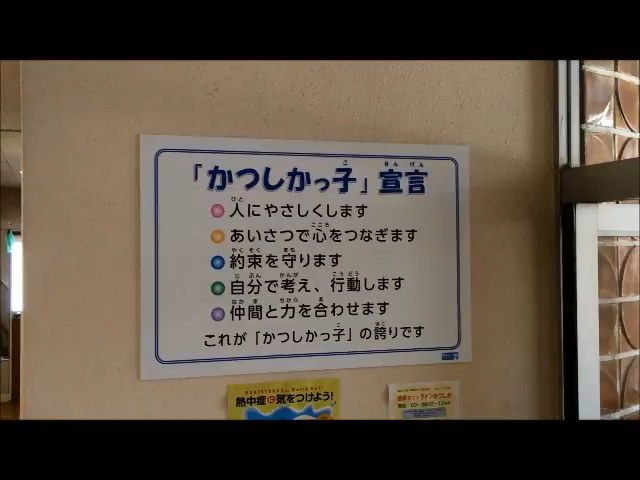 「かつしかっ子」宣言
人にやさしくします
あいさつで心をつなぎます
約束を守ります
自分で考え、行動します
仲間と力を合わせます
これが「かつしかっ子」の誇りです
熱中症に気をつけよう!